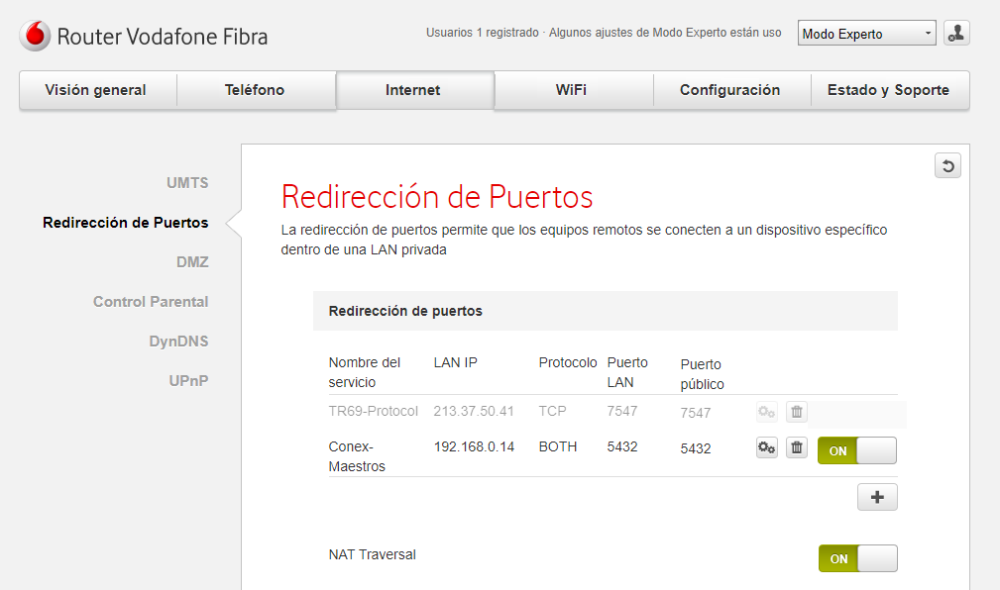 Router Vodafone Fibra
Usuarios 1 registrado · Algunos ajustes de Modo Experto están uso
Modo Experto
Visión general
Teléfono
Internet
WiFi
Configuración
Estado y Soporte
UMTS
Redirección de Puertos
DMZ
Control Parental
DynDNS
UPnP
Redirección de Puertos
La redirección de puertos permite que los equipos remotos se conecten a un dispositivo específico
dentro de una LAN privada
Redirección de puertos
Nombre del
servicio
LAN IP
Protocolo
Puerto
LAN
Puerto
público
TR69-Protocol
213.37.50.41
TCP
7547
7547
Conex-
Maestros
192.168.0.14
BOTH
5432
5432
ON
NAT Traversal
ON